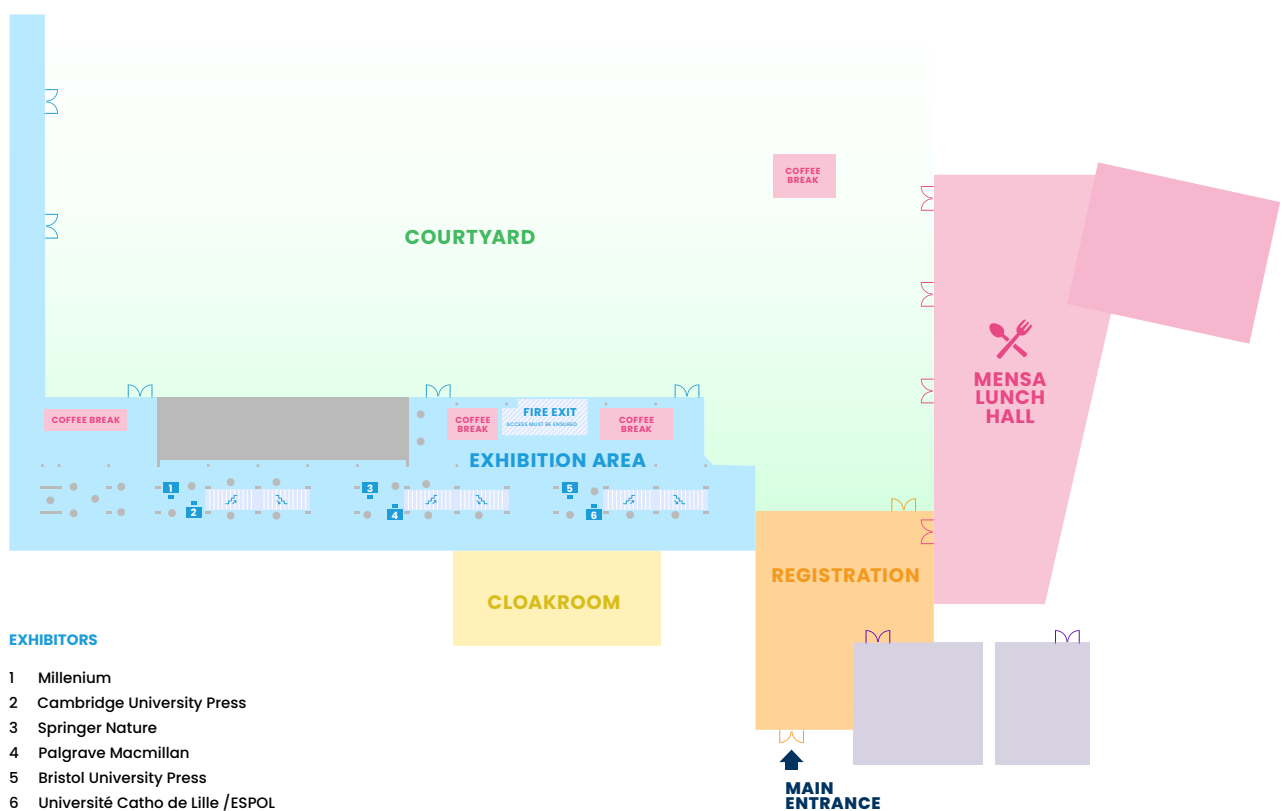 COFFEE
BREAK
COURTYARD
MENSA
LUNCH
HALL
COFFEE BREAK
COFFEE
BREAK
FIRE EXIT
ACCESS MUST BE ENSURED
COFFEE
BREAK
EXHIBITION AREA
1
2
3
4
5
6
REGISTRATION
CLOAKROOM
EXHIBITORS
1 Millenium
2 Cambridge University Press
3 Springer Nature
4 Palgrave Macmillan
5 Bristol University Press
6 Université Catho de Lille /ESPOL
MAIN
ENTRANCE